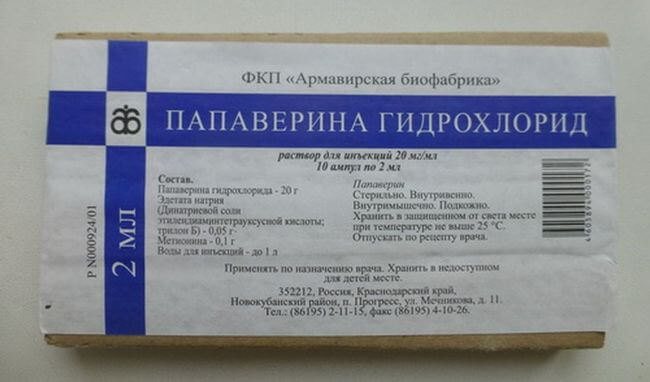 ФКП «Армавирская биофабрика»
ПАПАВЕРИНА ГИДРОХЛОРИД
раствор для инъекций 20 мг/мл
10 ампул по 2 мл
Состав.
Папаверина гидрохлорида - 20 г
Эдетата натрия
(Динатриевой соли
этилендиаминтетрауксусной кислоты;
трилон Б) - 0,05 г
Метионина - 0,1 г
Воды для инъекций - до 1 л
Папаверин
Стерильно. Внутривенно.
Внутримышечно. Подкожно.
Хранить в защищенном от света месте
при температуре не выше 25 °С.
Отпускать по рецепту врача.
Применять по назначению врача. Хранить в недоступном
для детей месте.
352212, Россия, Краснодарский край,
Новокубанский район, п. Прогресс, ул. Мечникова, д. 11.
Тел.: (86195) 2-11-15, факс (86195) 4-10-26.
Р N000924/01
2 МЛ